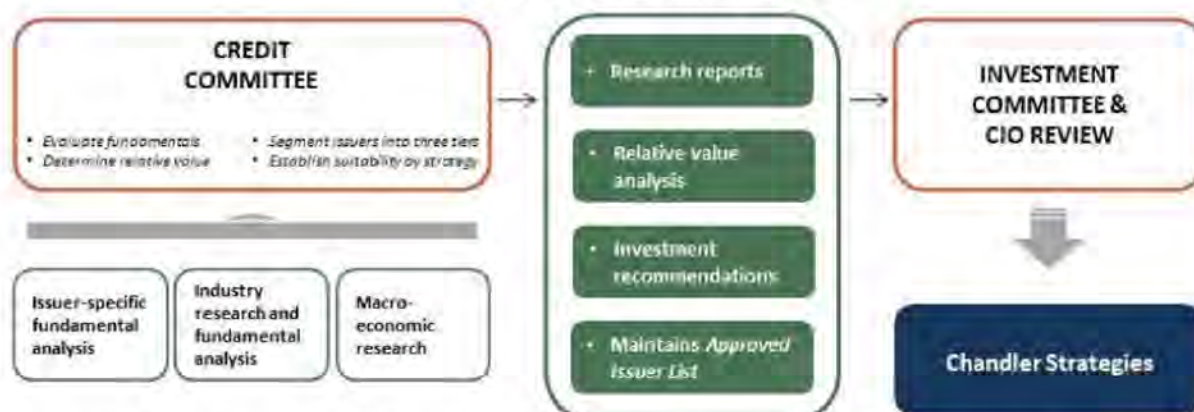 CREDIT
COMMITTEE
• Evaluate fundamentals
• Determine relative value
• Segment issuers into three tiers
• Establish suitability by strategy
Issuer-specific
fundamental
analysis
Industry
research and
fundamental
analysis
Macro-
economic
research
• Research reports
• Relative value
analysis
• Investment
recommendations
• Maintains Approved
Issuer List
INVESTMENT
COMMITTEE &
CIO REVIEW
Chandler Strategies